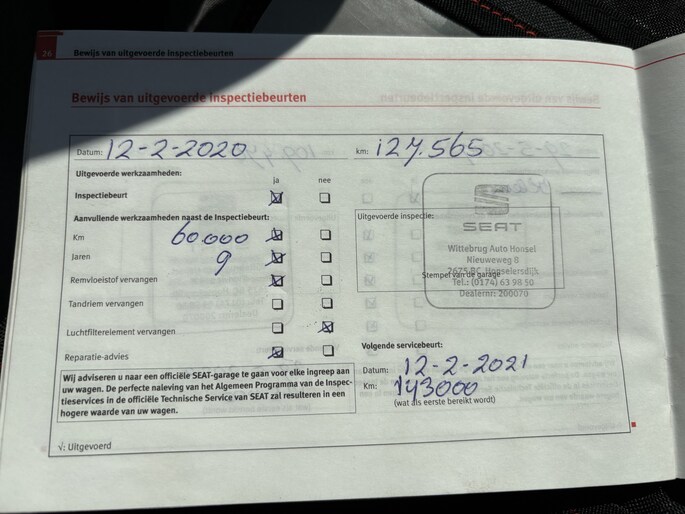 26 Bewijs van uitgevoerde inspectiebeurten
Bewijs van uitgevoerde inspectiebeurten
Datum: 12-2-2020 km: 127.565
Uitgevoerde werkzaamheden:
ja nee
Inspectiebeurt
Aanvullende werkzaamheden naast de Inspectiebeurt:
Km 60.000
Jaren 9
Remvloeistof vervangen
Tandriem vervangen
Luchtfilterelement vervangen
Reparatie-advies
Uitgevoerde inspectie:
SEAT
Wittebrug Auto Honsel
Nieuweweg 8
2675 BC Honselersdijk
Stempel van de garage
Tel.: (0174) 63 98 50
Dealernr: 200070
Volgende servicebeurt:
Datum: 12-2-2021
Km: 143000
(wat als eerste bereikt wordt)
Wij adviseren u naar een officiële SEAT-garage te gaan voor elke ingreep aan
uw wagen. De perfecte naleving van het Algemeen Programma van de Inspec-
tieservices in de officiële Technische Service van SEAT zal resulteren in een
hogere waarde van uw wagen.
√: Uitgevoerd